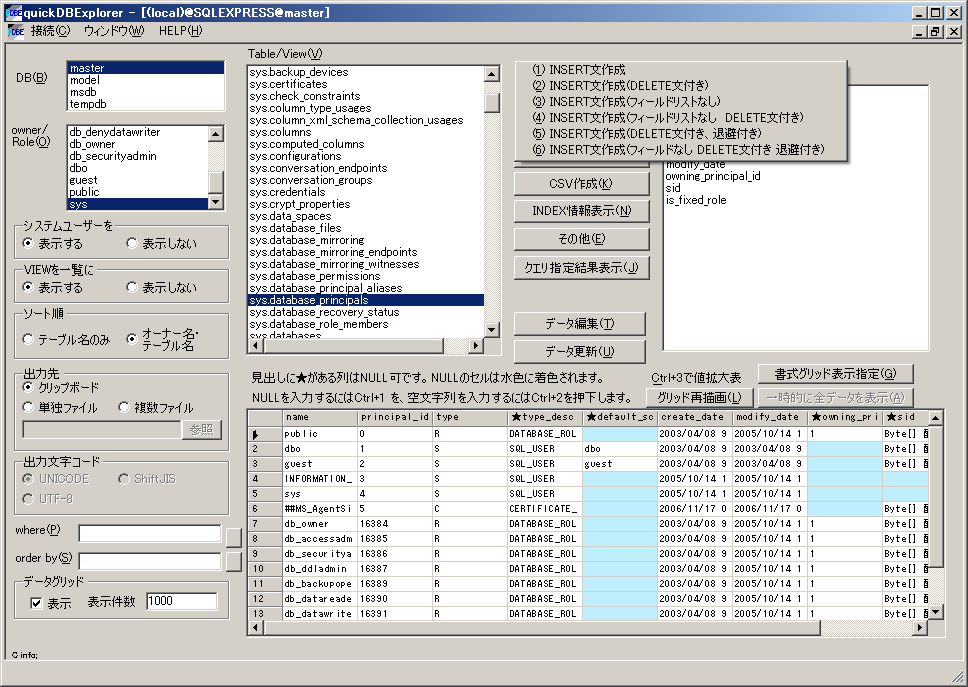 quickDBExplorer - [(local)@SQLEXPRESS@master]
接続(C) ウィンドウ(W) HELP(H)
DB(B)
master
model
msdb
tempdb
owner/
Role(O)
db_denydatawriter
db_owner
db_securityadmin
dbo
guest
public
sys
システムユーザーを
表示する 表示しない
VIEWを一覧に
表示する 表示しない
ソート順
テーブル名のみ オーナー名・
テーブル名
出力先
クリップボード
単独ファイル 複数ファイル
参照
出力文字コード
UNICODE ShiftJIS
UTF-8
where(P)
order by(S)
データグリッド
表示 表示件数 1000
Table/View(V)
sys.backup_devices
sys.certificates
sys.check_constraints
sys.column_type_usages
sys.column_xml_schema_collection_usages
sys.columns
sys.computed_columns
sys.configurations
sys.conversation_endpoints
sys.conversation_groups
sys.credentials
sys.crypt_properties
sys.data_spaces
sys.database_files
sys.database_mirroring
sys.database_mirroring_endpoints
sys.database_mirroring_witnesses
sys.database_permissions
sys.database_principal_aliases
sys.database_principals
sys.database_recovery_status
sys.database_role_members
sys.databases
(1) INSERT文作成
(2) INSERT文作成(DELETE文付き)
(3) INSERT文作成(フィールドリストなし)
(4) INSERT文作成(フィールドリストなし DELETE文付き)
(5) INSERT文作成(DELETE文付き、退避付き)
(6) INSERT文作成(フィールドなし DELETE文付き 退避付き)
CSV作成(K)
INDEX情報表示(N)
その他(E)
クエリ指定結果表示(J)
データ編集(T)
データ更新(U)
modify_date
owning_principal_id
sid
is_fixed_role
見出しに★がある列はNULL可です。NULLのセルは水色に着色されます。 Ctrl+3で値拡大表 書式グリッド表示指定(G)
NULLを入力するにはCtrl+1 を、空文字列を入力するにはCtrl+2を押下します。 グリッド再描画(L) 一時的に全データを表示(A)
name principal_id type ★type_desc ★default_sc create_date modify_date ★owning_pri ★sid
public 0 R DATABASE_ROL 2003/04/08 9 2005/10/14 1 1 Byte[]
2 dbo 1 S SQL_USER dbo 2003/04/08 9 2003/04/08 9 Byte[]
3 guest 2 S SQL_USER guest 2003/04/08 9 2003/04/08 9 Byte[]
4 INFORMATION_ 3 S SQL_USER 2005/10/14 1 2005/10/14 1
5 sys 4 S SQL_USER 2005/10/14 1 2005/10/14 1
6 ##MS_AgentSi 5 C CERTIFICATE_ 2006/11/17 0 2006/11/17 0 Byte[]
7 db_owner 16384 R DATABASE_ROL 2003/04/08 9 2005/10/14 1 1 Byte[]
8 db_accessadm 16385 R DATABASE_ROL 2003/04/08 9 2005/10/14 1 1 Byte[]
9 db_securitya 16386 R DATABASE_ROL 2003/04/08 9 2005/10/14 1 1 Byte[]
10 db_ddladmin 16387 R DATABASE_ROL 2003/04/08 9 2005/10/14 1 1 Byte[]
11 db_backupope 16389 R DATABASE_ROL 2003/04/08 9 2005/10/14 1 1 Byte[]
12 db_datareade 16390 R DATABASE_ROL 2003/04/08 9 2005/10/14 1 1 Byte[]
13 db_datawrite 16391 R DATABASE_ROL 2003/04/08 9 2005/10/14 1 1 Byte[]